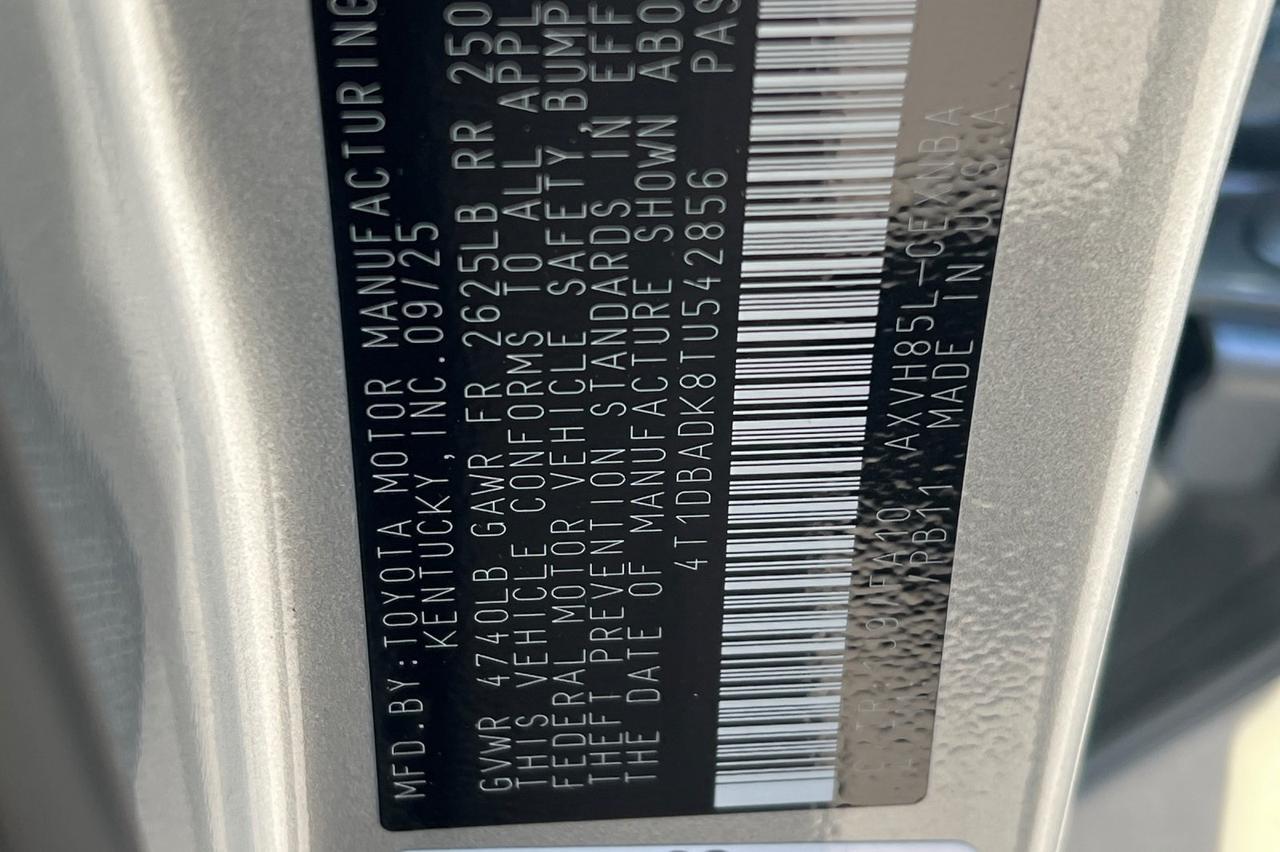 MFD.BY:TOYOTA MOTOR MANUFACTURING
KENTUCKY,INC.09/25
GVWR 4740LB GAWR FR 2625LB RR 250
THIS VEHICLE CONFORMS TO ALL APPL
FEDERAL MOTOR VEHICLE SAFETY,BUMP
THEFT PREVENTION STANDARDS IN EFF
THE DATE OF MANUFACTURE SHOWN ABO
4T1DBADK8TU542856 PAS
1J9/FA10 AXVH85L-CEXNBA
PB11 MADE IN U.S.A.